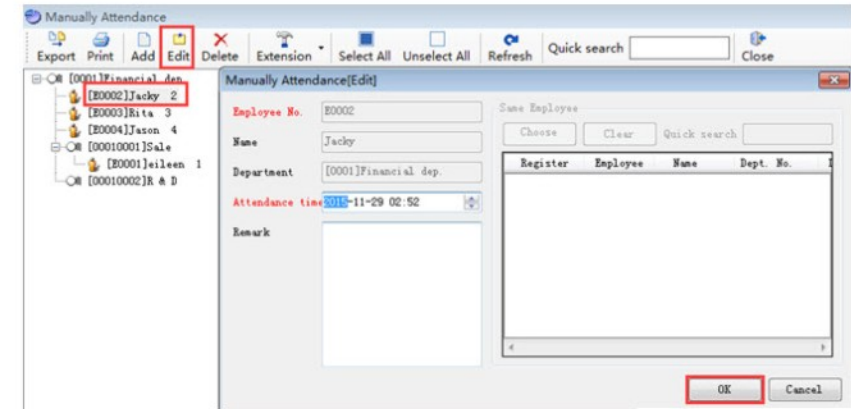 Manually Attendance
Export Print Add Edit Delete Extension Select All Unselect All Refresh Quick search Close
[0001]Financial dep
[E0002]Jacky 2
[E0003]Rita 3
[E0004]Jason 4
[00010001]Sale
[E0001]eileen 1
[00010002]R & D
Manually Attendance[Edit]
Employee No. E0002
Name Jacky
Department [0001]Financial dep.
Attendance time 2015-11-29 02:52
Remark
Same Employee
Choose Clear Quick search
Register Employee Name Dept. No.
OK Cancel